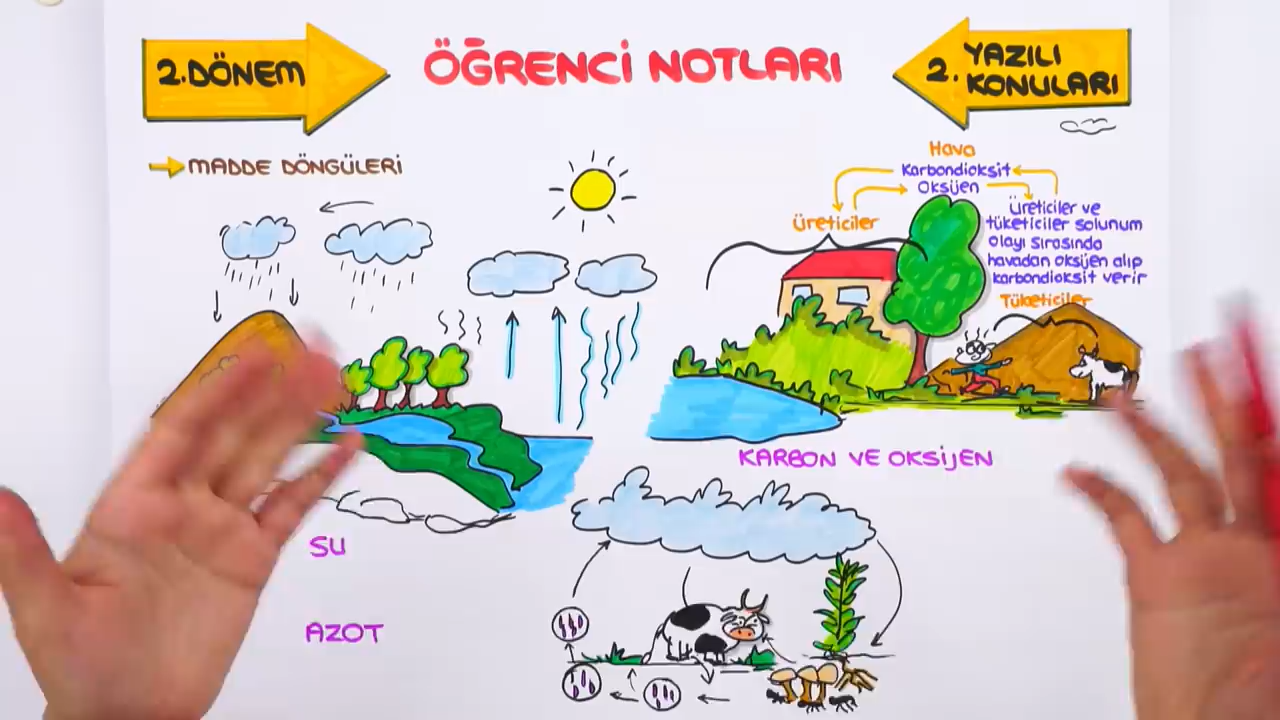 2.DÖNEM
ÖĞRENCİ NOTLARI
2. YAZILI
KONULARI
MADDE DÖNGÜLERİ
Hava
Karbondioksit
Oksijen
Üreticiler
Üreticiler ve
tüketiciler solunum
olayı sırasında
havadan oksijen alıp
karbondioksit verir
Tüketiciler
KARBON VE OKSİJEN
SU
AZOT